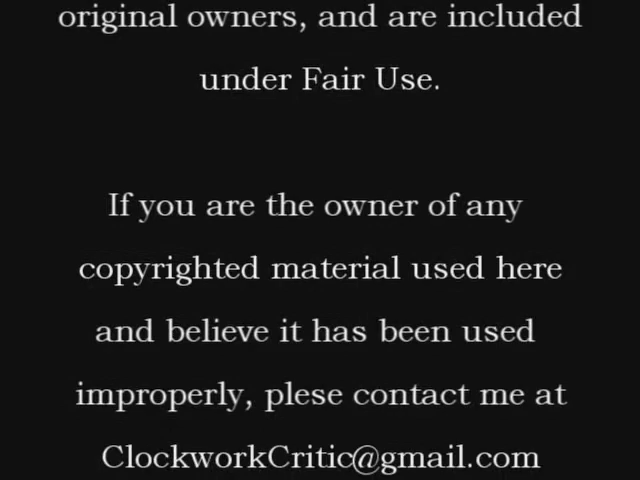 original owners, and are included
under Fair Use.
If you are the owner of any
copyrighted material used here
and believe it has been used
improperly, plese contact me at
ClockworkCritic@gmail.com